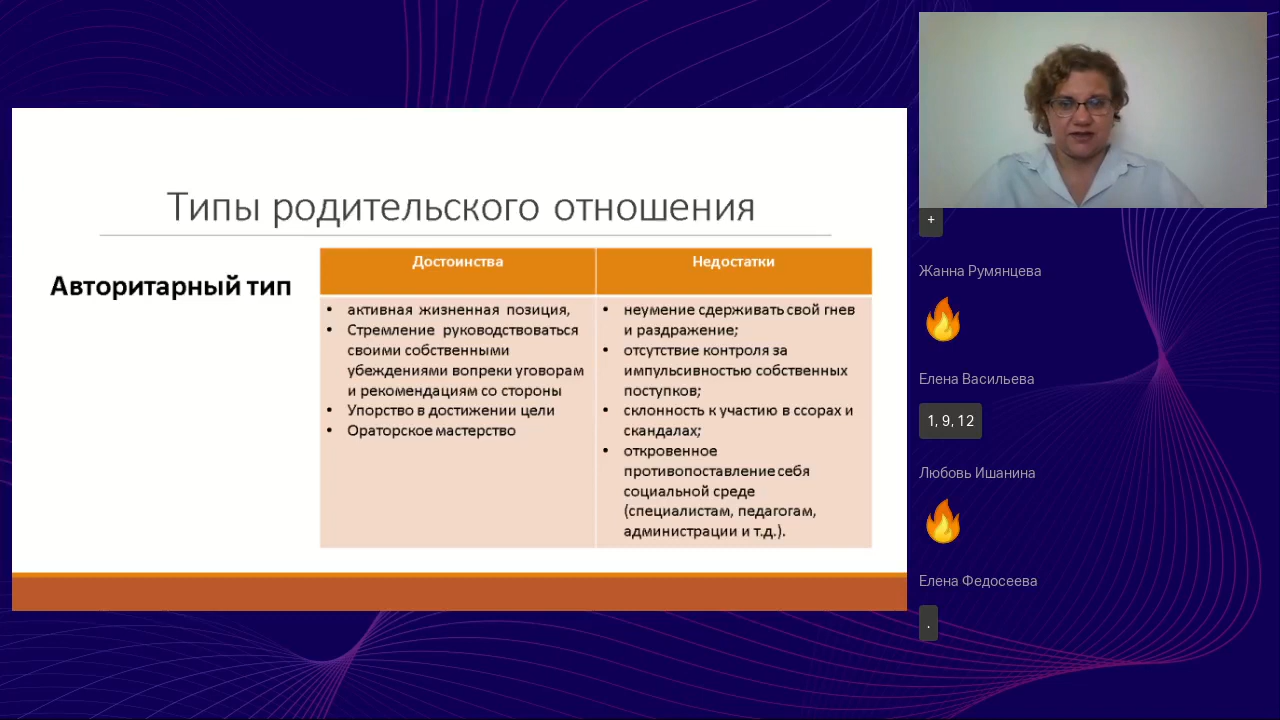 Типы родительского отношения
Авторитарный тип
Достоинства
Недостатки
• активная жизненная позиция,
• Стремление руководствоваться
своими собственными
убеждениями вопреки уговорам
и рекомендациям со стороны
• Упорство в достижении цели
• Ораторское мастерство
• неумение сдерживать свой гнев
и раздражение;
• отсутствие контроля за
импульсивностью собственных
поступков;
• склонность к участию в ссорах и
скандалах;
• откровенное
противопоставление себя
социальной среде
(специалистам, педагогам,
администрации и т.д.).
+
Жанна Румянцева
Елена Васильева
1, 9, 12
Любовь Ишанина
Елена Федосеева
.